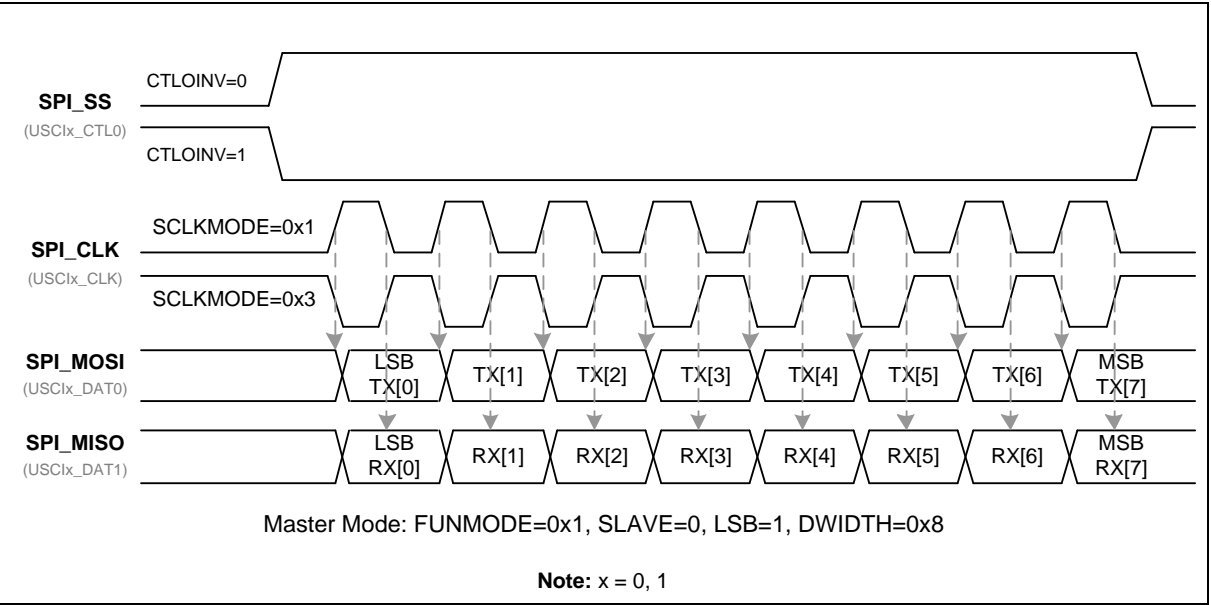 CTLOINV=0
SPI_SS
(USCIx_CTL0)
CTLOINV=1
SCLKMODE=0x1
SPI_CLK
(USCIx_CLK)
SCLKMODE=0x3
SPI_MOSI
(USCIx_DAT0)
LSB
TX[0]
TX[1]
TX[2]
TX[3]
TX[4]
TX[5]
TX[6]
MSB
TX[7]
SPI_MISO
(USCIx_DAT1)
LSB
RX[0]
RX[1]
RX[2]
RX[3]
RX[4]
RX[5]
RX[6]
MSB
RX[7]
Master Mode: FUNMODE=0x1, SLAVE=0, LSB=1, DWIDTH=0x8
Note: x = 0, 1